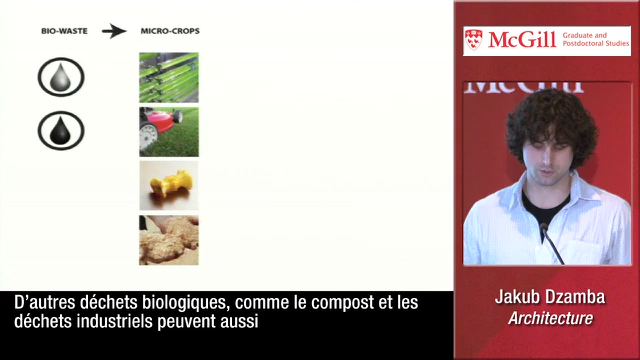 BIO-WASTE
MICRO-CROPS
McGill
Graduate and
Postdoctoral Studies
McGill
D'autres déchets biologiques, comme le compost et les
déchets industriels peuvent aussi
Jakub Dzamba
Architecture